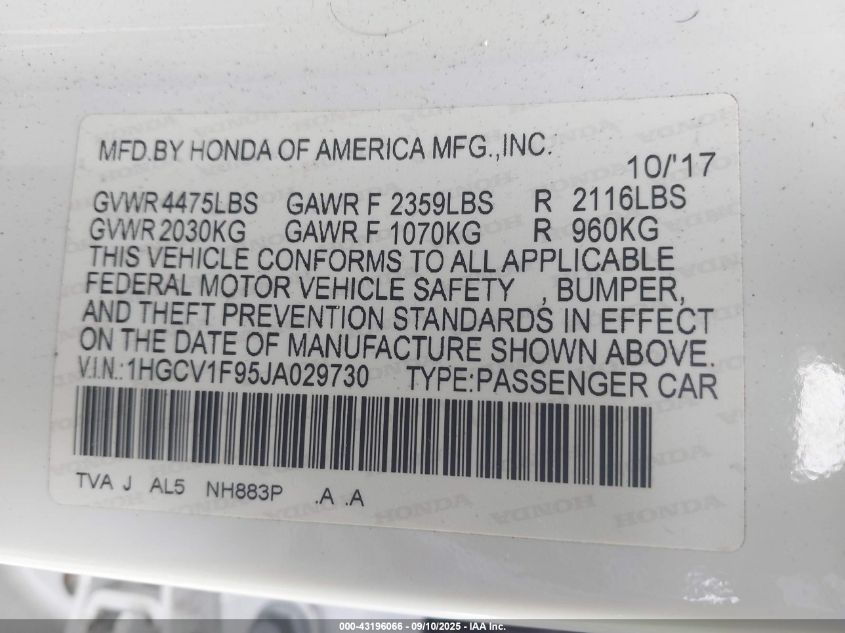 MFD.BY HONDA OF AMERICA MFG.,INC.
10/'17
GVWR 4475LBS GAWR F 2359LBS R 2116LBS
GVWR 2030KG GAWR F 1070KG R 960KG
THIS VEHICLE CONFORMS TO ALL APPLICABLE
FEDERAL MOTOR VEHICLE SAFETY , BUMPER,
AND THEFT PREVENTION STANDARDS IN EFFECT
ON THE DATE OF MANUFACTURE SHOWN ABOVE.
V.I.N.:1HGCV1F95JA029730 TYPE:PASSENGER CAR
TVA J AL5 NH883P .A .A
HONDA HONDA HONDA
000-43196066 - 09/10/2025 - IAA Inc.